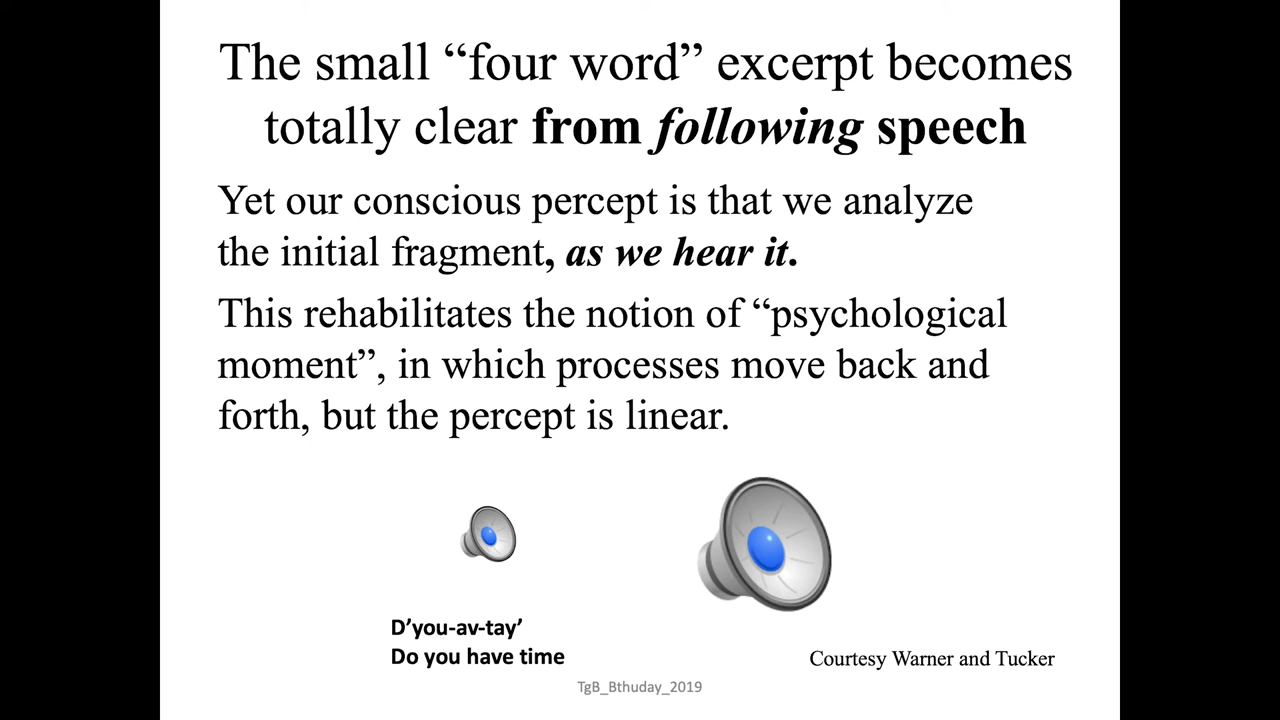 The small “four word” excerpt becomes
totally clear from following speech
Yet our conscious percept is that we analyze
the initial fragment, as we hear it.
This rehabilitates the notion of “psychological
moment”, in which processes move back and
forth, but the percept is linear.
D’you-av-tay’
Do you have time
Courtesy Warner and Tucker
TgB_Bthuday_2019